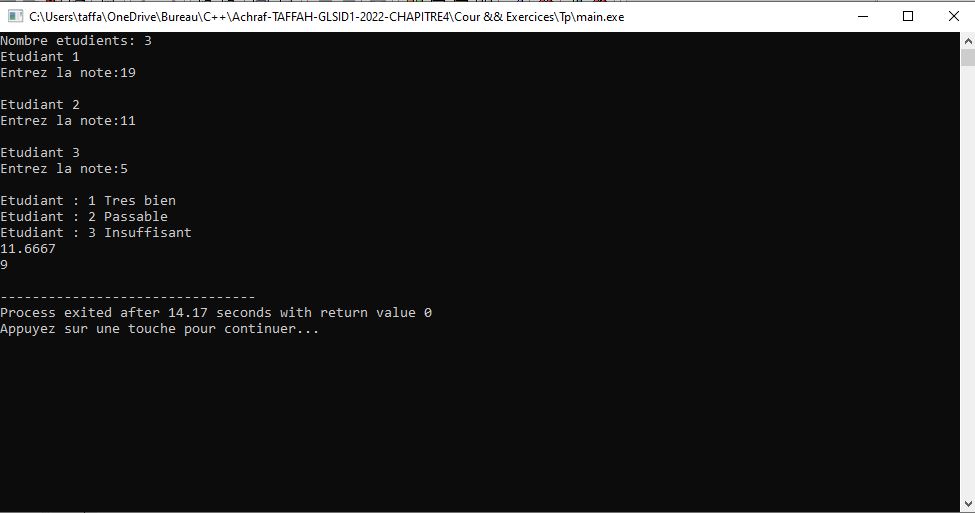 C:\Users\taffa\OneDrive\Bureau\C++\Achraf-TAFFAH-GLSID1-2022-CHAPITRE4\Cour && Exercices\Tp\main.exe
Nombre etudients: 3
Etudiant 1
Entrez la note:19
Etudiant 2
Entrez la note:11
Etudiant 3
Entrez la note:5
Etudiant : 1 Tres bien
Etudiant : 2 Passable
Etudiant : 3 Insuffisant
11.6667
9
--------------------------------
Process exited after 14.17 seconds with return value 0
Appuyez sur une touche pour continuer...